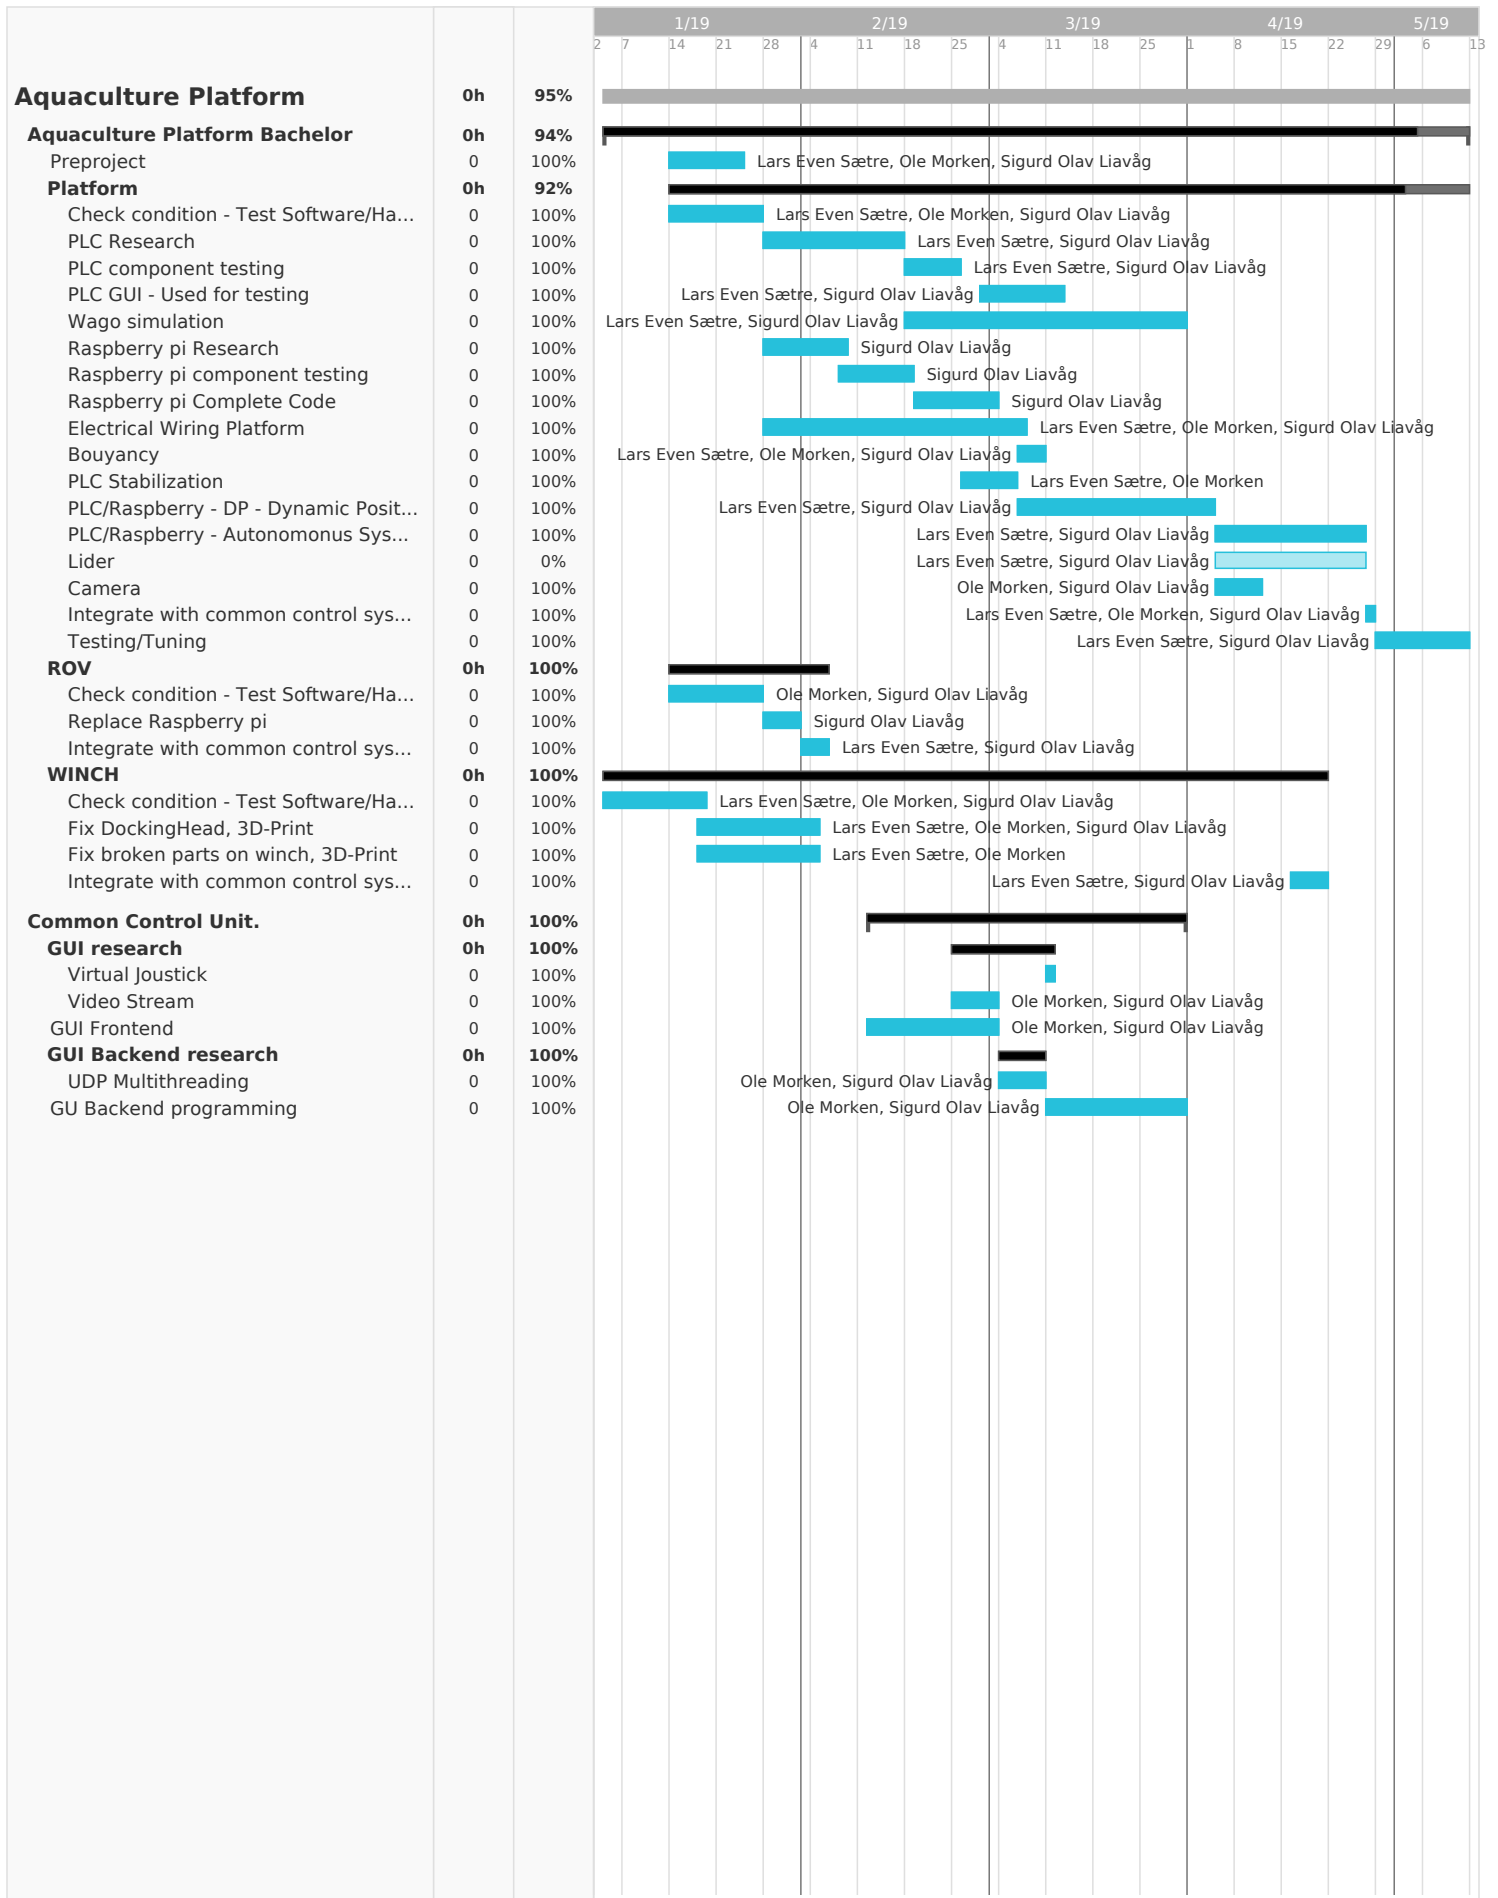 1/19 2/19 3/19 4/19 5/19
2 7 14 21 28 4 11 18 25 4 11 18 25 1 8 15 22 29 6 13
Aquaculture Platform 0h 95%
Aquaculture Platform Bachelor 0h 94%
Preproject 0 100% Lars Even Sætre, Ole Morken, Sigurd Olav Liavåg
Platform 0h 92%
Check condition - Test Software/Ha... 0 100% Lars Even Sætre, Ole Morken, Sigurd Olav Liavåg
PLC Research 0 100% Lars Even Sætre, Sigurd Olav Liavåg
PLC component testing 0 100% Lars Even Sætre, Sigurd Olav Liavåg
PLC GUI - Used for testing 0 100% Lars Even Sætre, Sigurd Olav Liavåg
Wago simulation 0 100% Lars Even Sætre, Sigurd Olav Liavåg
Raspberry pi Research 0 100% Sigurd Olav Liavåg
Raspberry pi component testing 0 100% Sigurd Olav Liavåg
Raspberry pi Complete Code 0 100% Sigurd Olav Liavåg
Electrical Wiring Platform 0 100% Lars Even Sætre, Ole Morken, Sigurd Olav Liavåg
Bouyancy 0 100% Lars Even Sætre, Ole Morken, Sigurd Olav Liavåg
PLC Stabilization 0 100% Lars Even Sætre, Ole Morken
PLC/Raspberry - DP - Dynamic Posit... 0 100% Lars Even Sætre, Sigurd Olav Liavåg
PLC/Raspberry - Autonomonus Sys... 0 100% Lars Even Sætre, Sigurd Olav Liavåg
Lider 0 0% Lars Even Sætre, Sigurd Olav Liavåg
Camera 0 100% Ole Morken, Sigurd Olav Liavåg
Integrate with common control sys... 0 100% Lars Even Sætre, Ole Morken, Sigurd Olav Liavåg
Testing/Tuning 0 100% Lars Even Sætre, Sigurd Olav Liavåg
ROV 0h 100%
Check condition - Test Software/Ha... 0 100% Ole Morken, Sigurd Olav Liavåg
Replace Raspberry pi 0 100% Sigurd Olav Liavåg
Integrate with common control sys... 0 100% Lars Even Sætre, Sigurd Olav Liavåg
WINCH 0h 100%
Check condition - Test Software/Ha... 0 100% Lars Even Sætre, Ole Morken, Sigurd Olav Liavåg
Fix DockingHead, 3D-Print 0 100% Lars Even Sætre, Ole Morken, Sigurd Olav Liavåg
Fix broken parts on winch, 3D-Print 0 100% Lars Even Sætre, Ole Morken
Integrate with common control sys... 0 100% Lars Even Sætre, Sigurd Olav Liavåg
Common Control Unit. 0h 100%
GUI research 0h 100%
Virtual Joustick 0 100%
Video Stream 0 100% Ole Morken, Sigurd Olav Liavåg
GUI Frontend 0 100% Ole Morken, Sigurd Olav Liavåg
GUI Backend research 0h 100%
UDP Multithreading 0 100% Ole Morken, Sigurd Olav Liavåg
GU Backend programming 0 100% Ole Morken, Sigurd Olav Liavåg